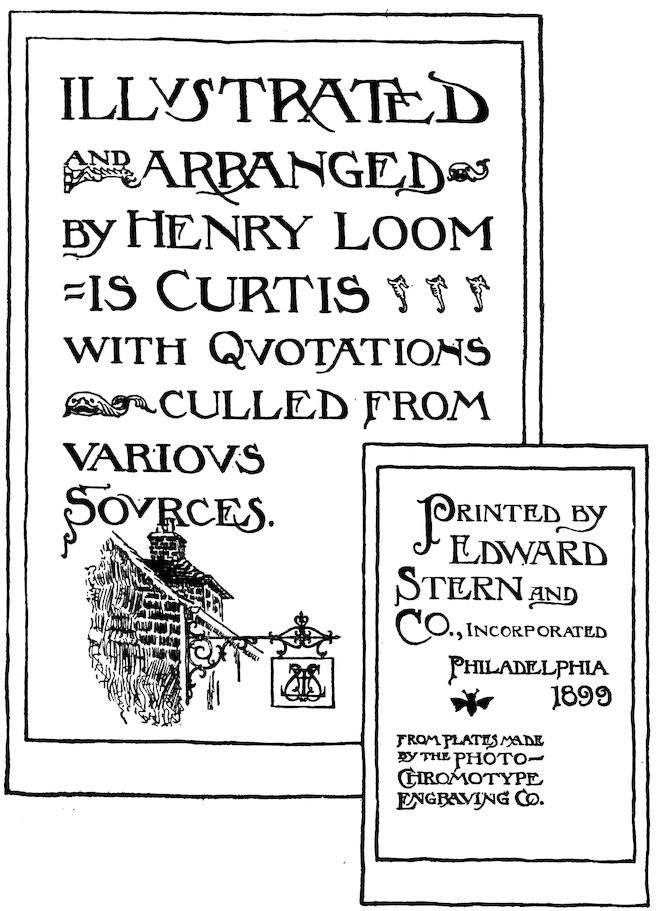 ILLVSTRATED
AND ARRANGED
BY HENRY LOOM
=IS CURTIS
WITH QVOTATIONS
CULLED FROM
VARIOVS
SOVRCES.
PRINTED BY
EDWARD
STERN AND
CO., INCORPORATED
PHILADELPHIA
1899
FROM PLATES MADE
BY THE PHOTO—
CHROMOTYPE
ENGRAVING CO.